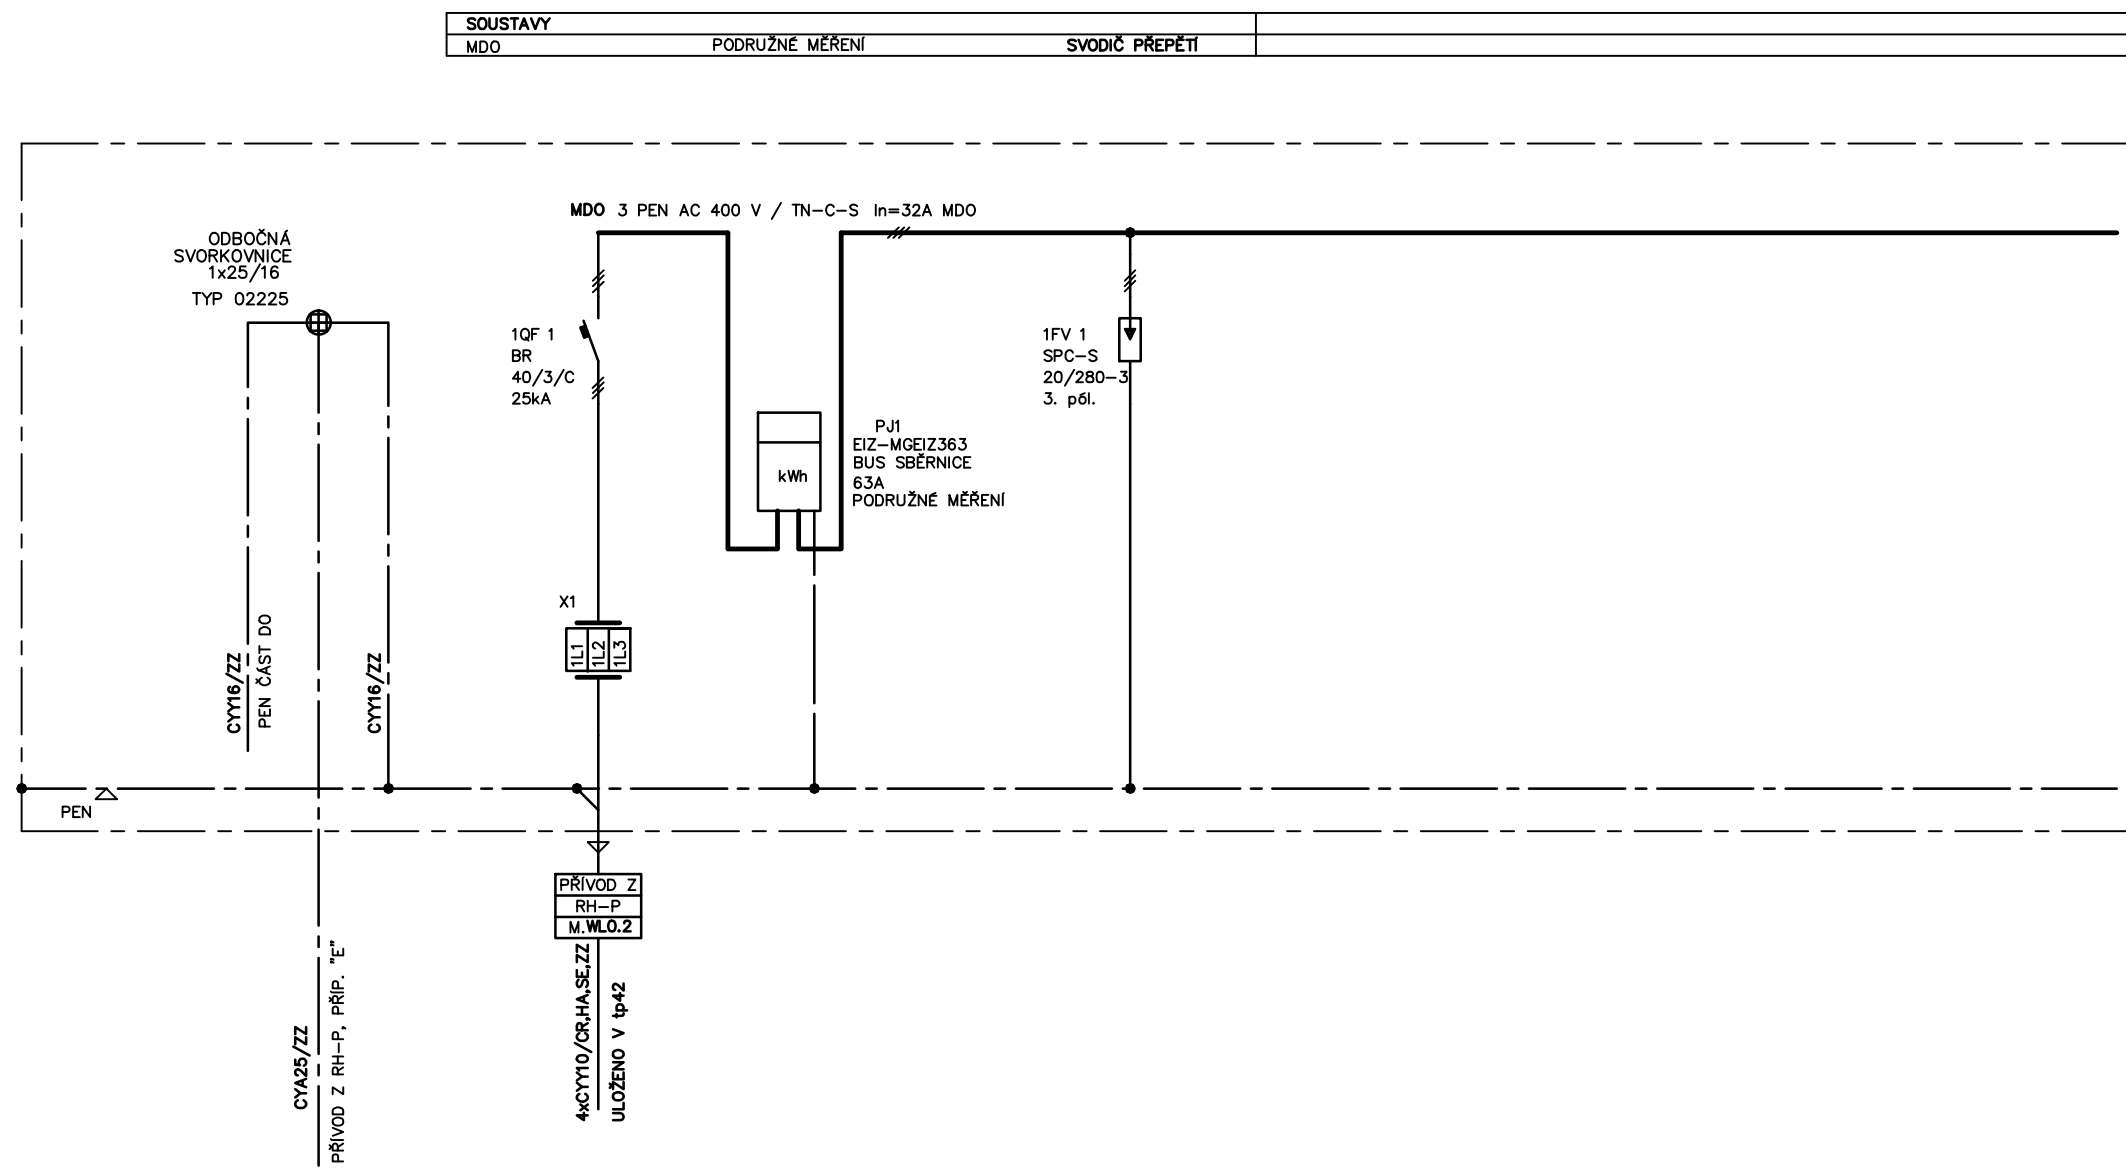 SOUSTAVY
MDO PODRUŽNÉ MĚŘENÍ SVODIČ PŘEPĚTÍ
MDO 3 PEN AC 400 V / TN-C-S In=32A MDO
ODBOČNÁ
SVORKOVNICE
1x25/16
TYP 02225
1QF 1
BR
40/3/C
25kA
1FV 1
SPC-S
20/280-3
3. pól.
PJ1
EIZ-MGEIZ363
BUS SBĚRNICE
63A
PODRUŽNÉ MĚŘENÍ
kWh
X1
1L1
1L2
1L3
CYY16/ZZ
PEN ČÁST DO
CYY16/ZZ
PEN
PŘÍVOD Z
RH-P
M.WLO.2
CYA25/ZZ
PŘÍVOD Z RH-P, PŘÍP. "E"
4xCYY10/CR,HA,SE,ZZ
ULOŽENO V tp42